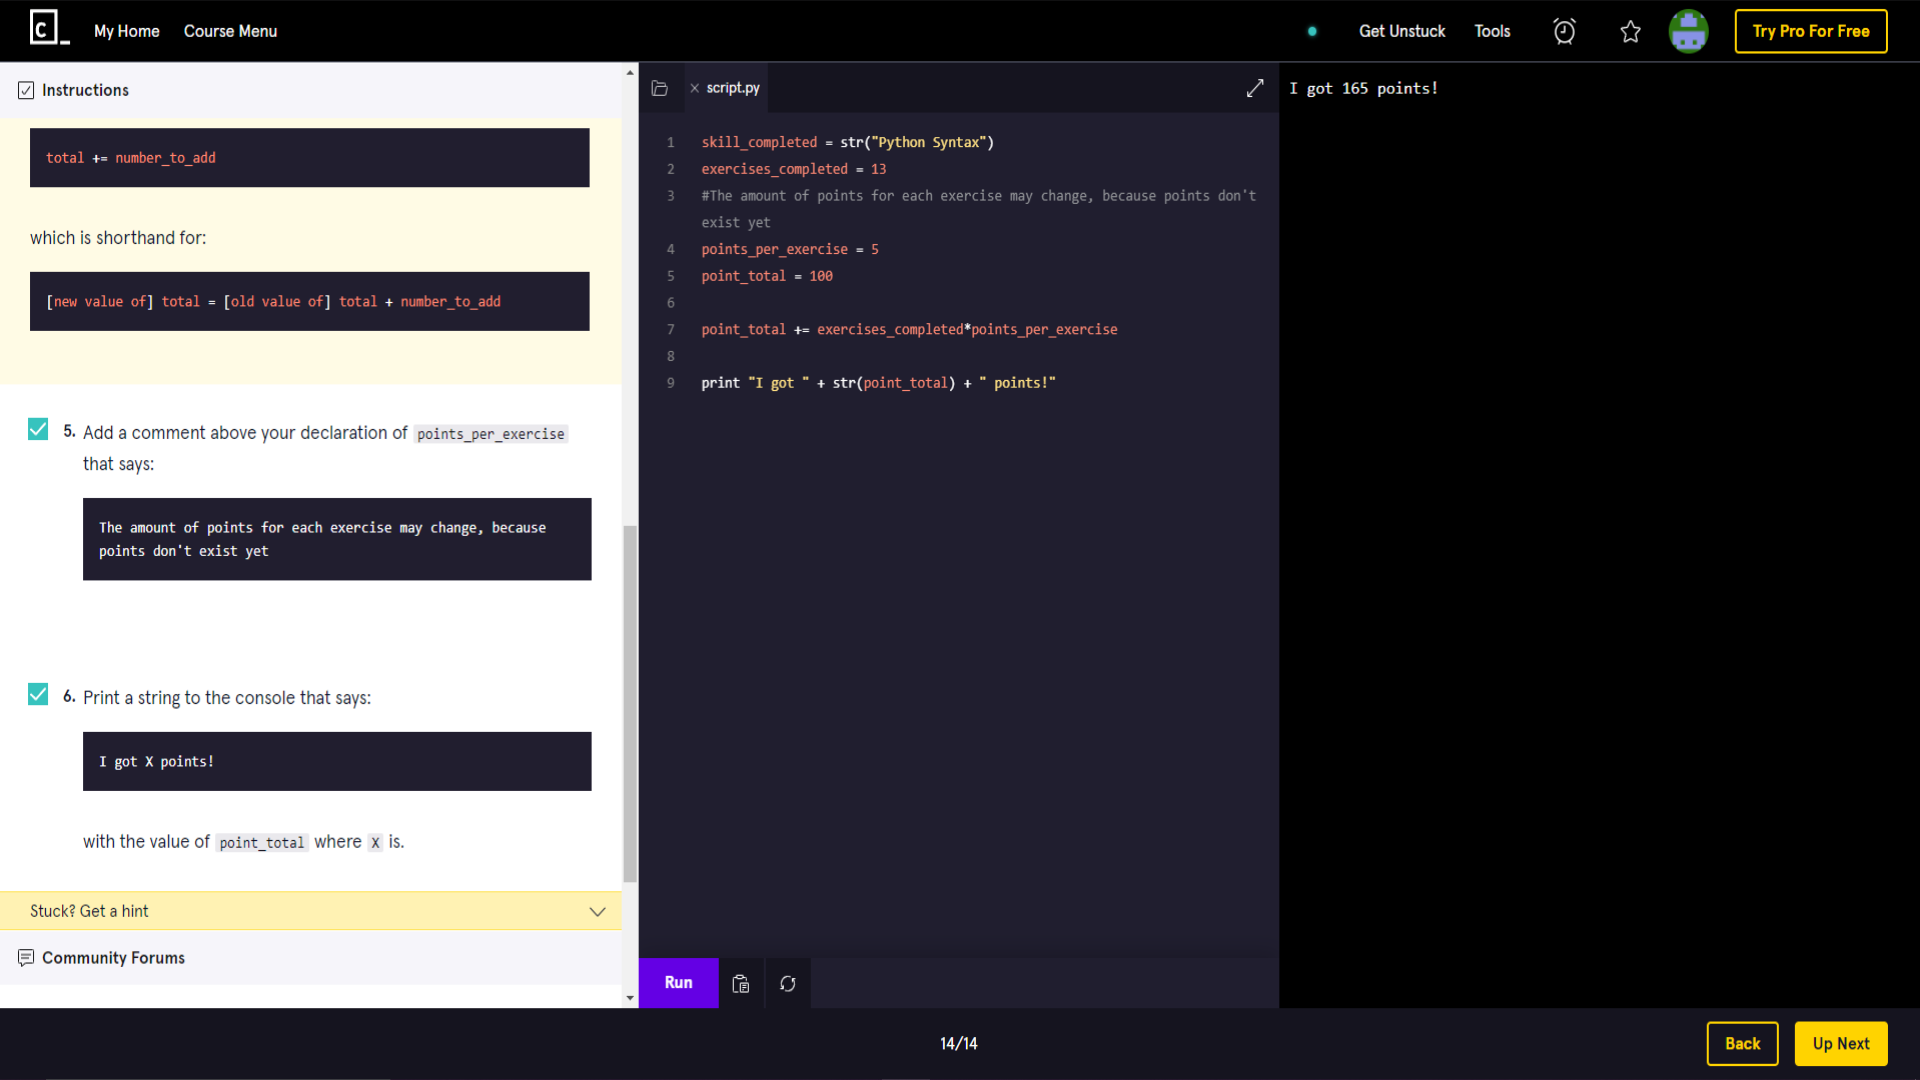 C_
My Home
Course Menu
Get Unstuck
Tools
Try Pro For Free
Instructions
total += number_to_add
which is shorthand for:
[new value of] total = [old value of] total + number_to_add
5. Add a comment above your declaration of points_per_exercise
that says:
The amount of points for each exercise may change, because
points don't exist yet
6. Print a string to the console that says:
I got X points!
with the value of point_total where X is.
Stuck? Get a hint
Community Forums
script.py
1 skill_completed = str("Python Syntax")
2 exercises_completed = 13
3 #The amount of points for each exercise may change, because points don't
exist yet
4 points_per_exercise = 5
5 point_total = 100
6
7 point_total += exercises_completed*points_per_exercise
8
9 print "I got " + str(point_total) + " points!"
Run
I got 165 points!
14/14
Back
Up Next